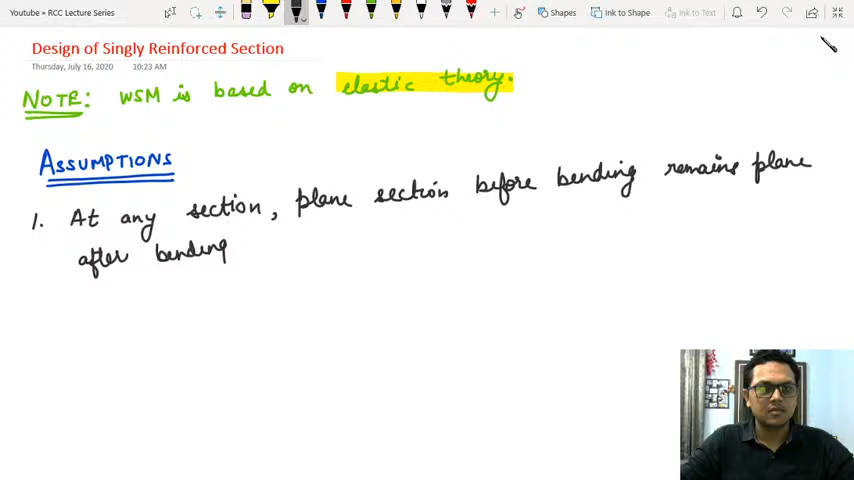 Youtube » RCC Lecture Series
Shapes
Ink to Shape
Ink to Text
Design of Singly Reinforced Section
Thursday, July 16, 2020 10:23 AM
NOTE: WSM is based on elastic theory.
ASSUMPTIONS
1. At any section, plane section before bending remains plane
after bending